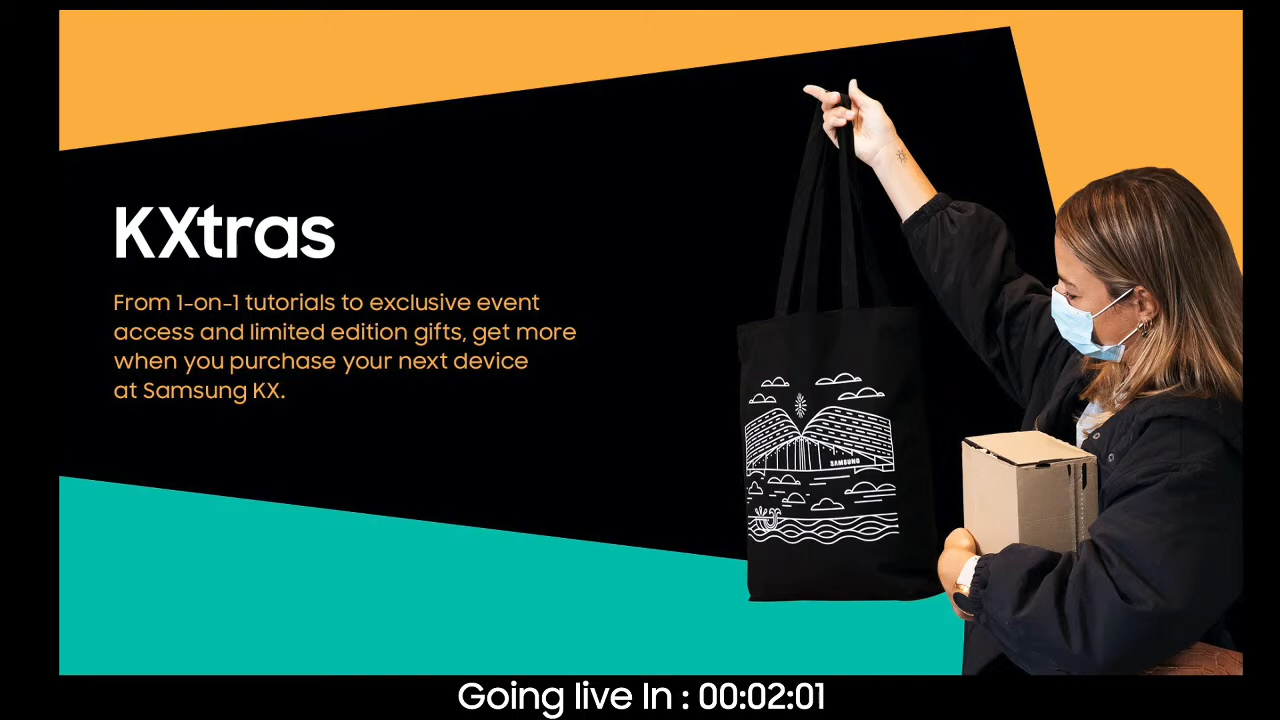 KXtras
From 1-on-1 tutorials to exclusive event
access and limited edition gifts, get more
when you purchase your next device
at Samsung KX.
SAMSUNG
Going live In : 00:02:01